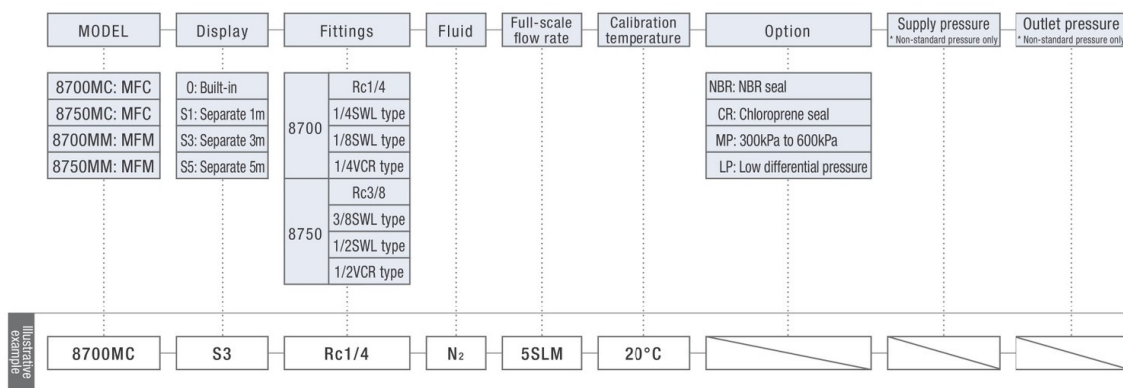 MODEL
Display
Fittings
Fluid
Full-scale
flow rate
Calibration
temperature
Option
Supply pressure
* Non-standard pressure only
Outlet pressure
* Non-standard pressure only
8700MC: MFC
8750MC: MFC
8700MM: MFM
8750MM: MFM
0: Built-in
S1: Separate 1m
S3: Separate 3m
S5: Separate 5m
8700
Rc1/4
1/4SWL type
1/8SWL type
1/4VCR type
8750
Rc3/8
3/8SWL type
1/2SWL type
1/2VCR type
NBR: NBR seal
CR: Chloroprene seal
MP: 300kPa to 600kPa
LP: Low differential pressure
Illustrative
example
8700MC
S3
Rc1/4
N₂
5SLM
20°C